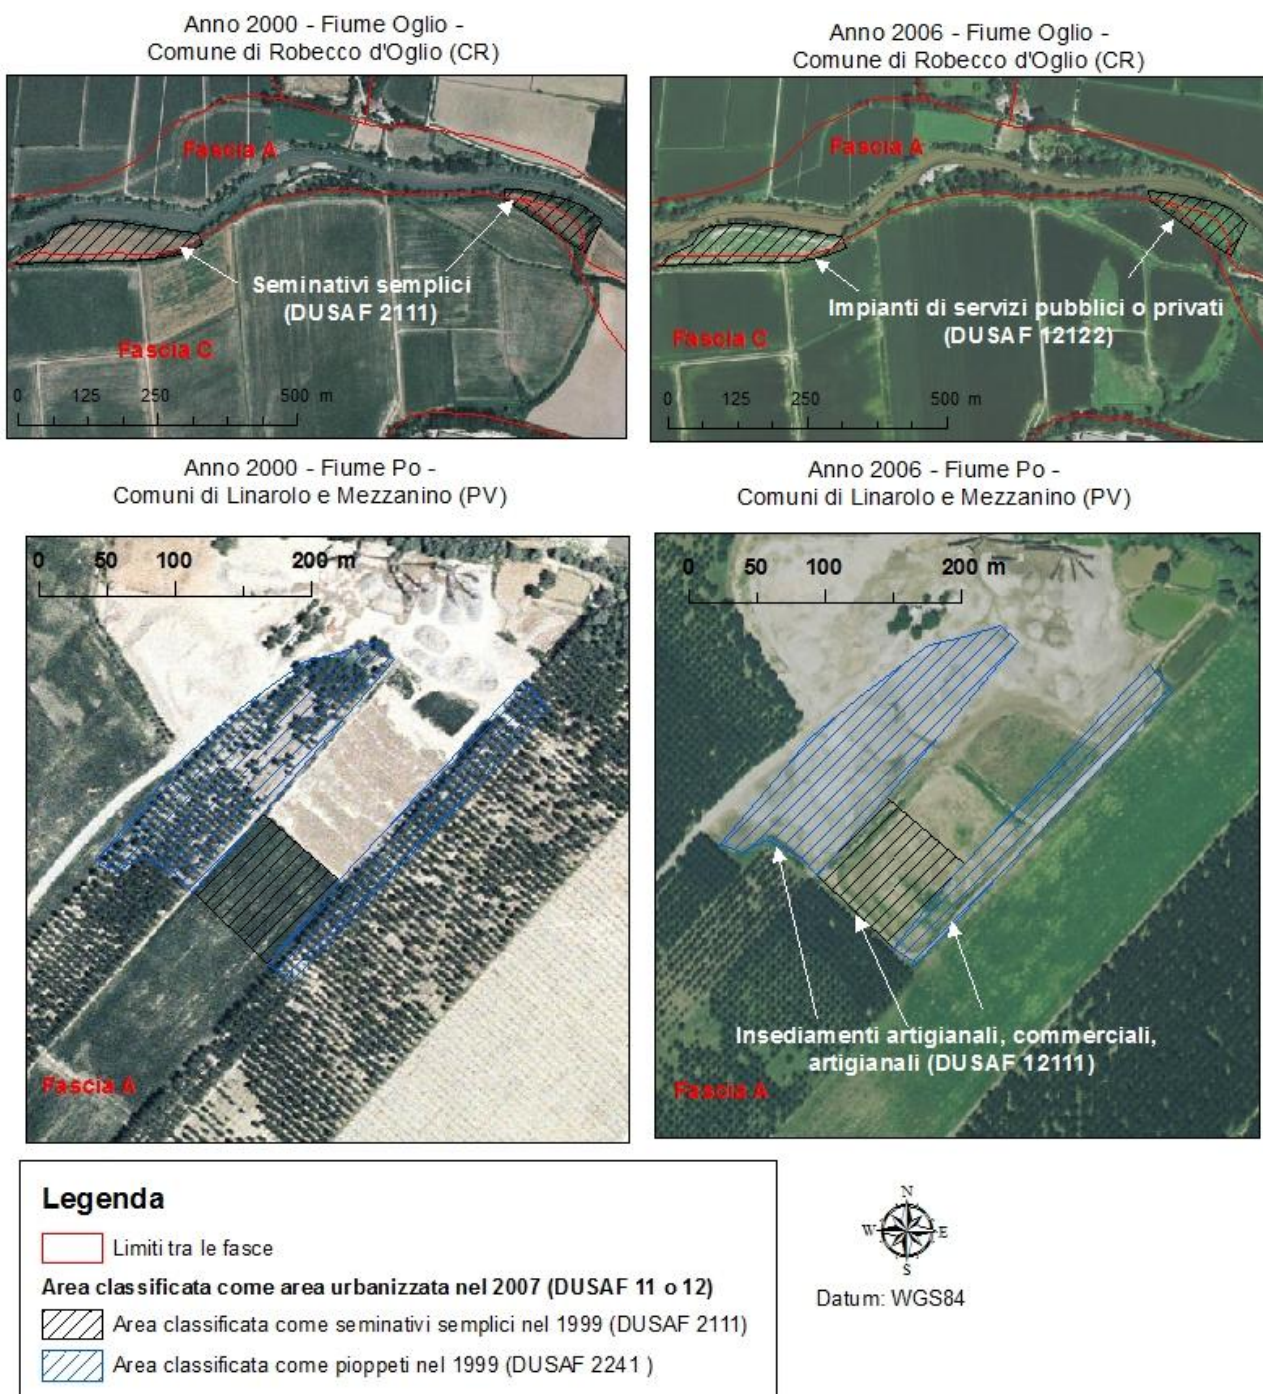 Anno 2000 - Fiume Oglio -
Comune di Robecco d'Oglio (CR)
Anno 2006 - Fiume Oglio -
Comune di Robecco d'Oglio (CR)
Fascia A
Seminativi semplici
(DUSAF 2111)
Fascia C
0 125 250 500 m
Fascia A
Impianti di servizi pubblici o privati
(DUSAF 12122)
Fascia C
0 125 250 500 m
Anno 2000 - Fiume Po -
Comuni di Linarolo e Mezzanino (PV)
Anno 2006 - Fiume Po -
Comuni di Linarolo e Mezzanino (PV)
0 50 100 200 m
Fascia A
0 50 100 200 m
Insediamenti artigianali, commerciali,
artigianali (DUSAF 12111)
Fascia A
Legenda
Limiti tra le fasce
Area classificata come area urbanizzata nel 2007 (DUSAF 11 o 12)
Area classificata come seminativi semplici nel 1999 (DUSAF 2111)
Area classificata come pioppeti nel 1999 (DUSAF 2241 )
N
W E
S
Datum: WGS84